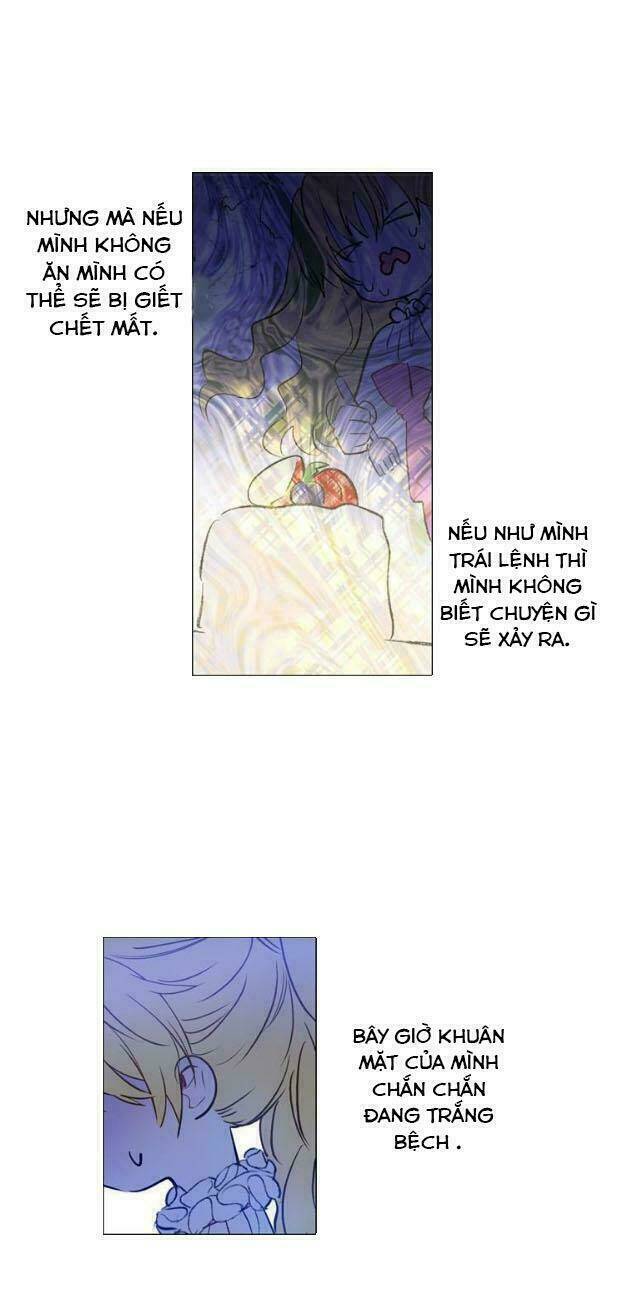 NHƯNG MÀ NẾU
MÌNH KHÔNG
ĂN MÌNH CÓ
THỂ SẼ BỊ GIẾT
CHẾT MẤT.
NẾU NHƯ MÌNH
TRÁI LỆNH THÌ
MÌNH KHÔNG
BIẾT CHUYỆN GÌ
SẼ XẢY RA.
BÂY GIỜ KHUÂN
MẶT CỦA MÌNH
CHẮN CHẮN
ĐANG TRẮNG
BỆCH .